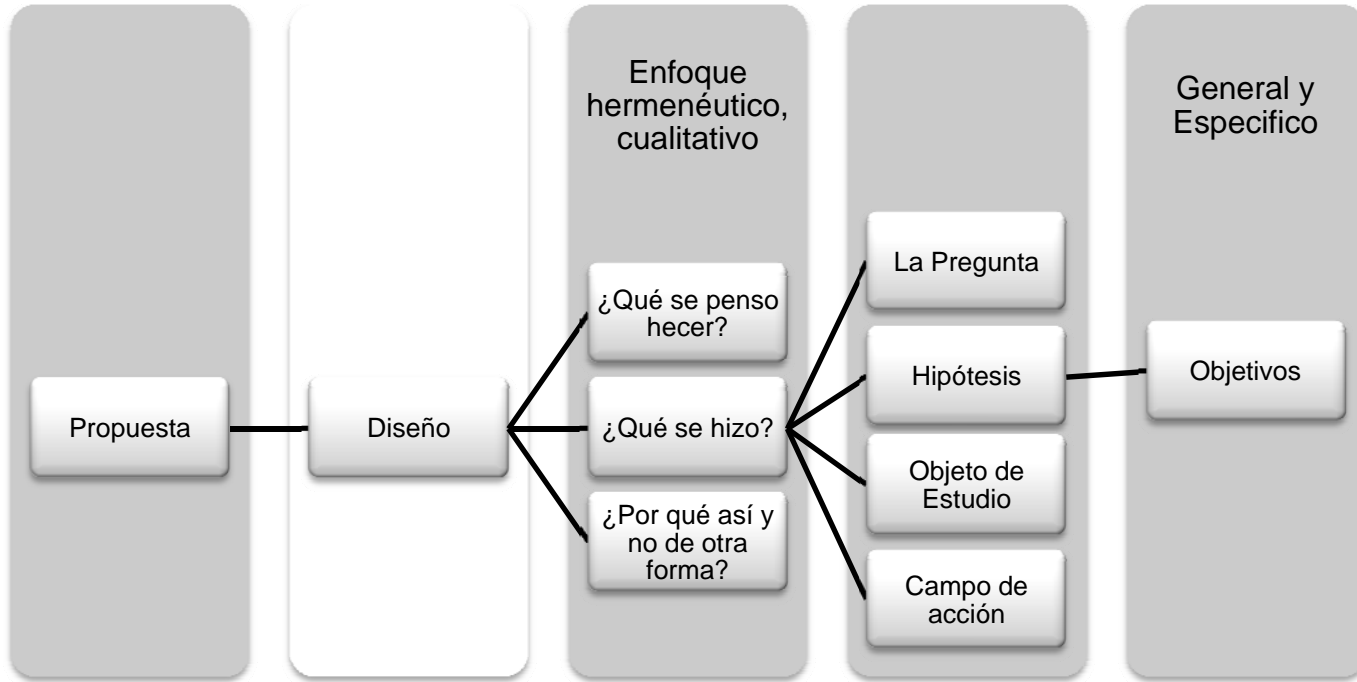 Enfoque
hermenéutico,
cualitativo
General y
Especifico
Propuesta
Diseño
¿Qué se penso
hecer?
¿Qué se hizo?
¿Por qué así y
no de otra
forma?
La Pregunta
Hipótesis
Objeto de
Estudio
Campo de
acción
Objetivos